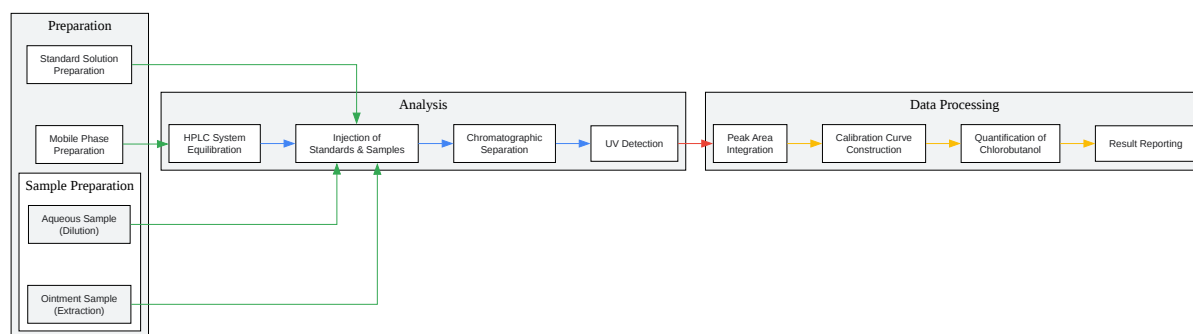 Preparation
Standard Solution
Preparation
Mobile Phase
Preparation
Sample Preparation
Aqueous Sample
(Dilution)
Ointment Sample
(Extraction)
Analysis
HPLC System
Equilibration
Injection of
Standards & Samples
Chromatographic
Separation
UV Detection
Data Processing
Peak Area
Integration
Calibration Curve
Construction
Quantification of
Chlorobutanol
Result Reporting